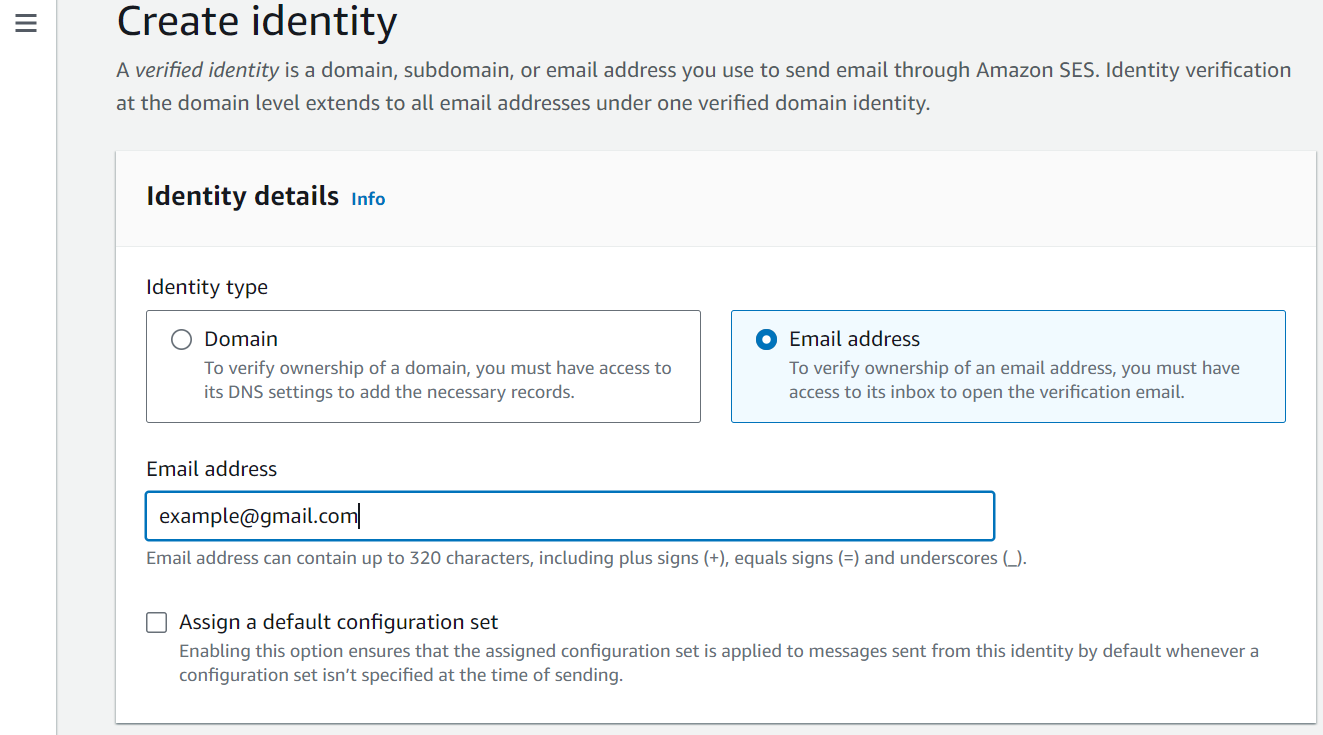 Create identity
A verified identity is a domain, subdomain, or email address you use to send email through Amazon SES. Identity verification
at the domain level extends to all email addresses under one verified domain identity.
Identity details Info
Identity type
Domain
To verify ownership of a domain, you must have access to
its DNS settings to add the necessary records.
Email address
To verify ownership of an email address, you must have
access to its inbox to open the verification email.
Email address
example@gmail.com
Email address can contain up to 320 characters, including plus signs (+), equals signs (=) and underscores (_).
Assign a default configuration set
Enabling this option ensures that the assigned configuration set is applied to messages sent from this identity by default whenever a
configuration set isn’t specified at the time of sending.